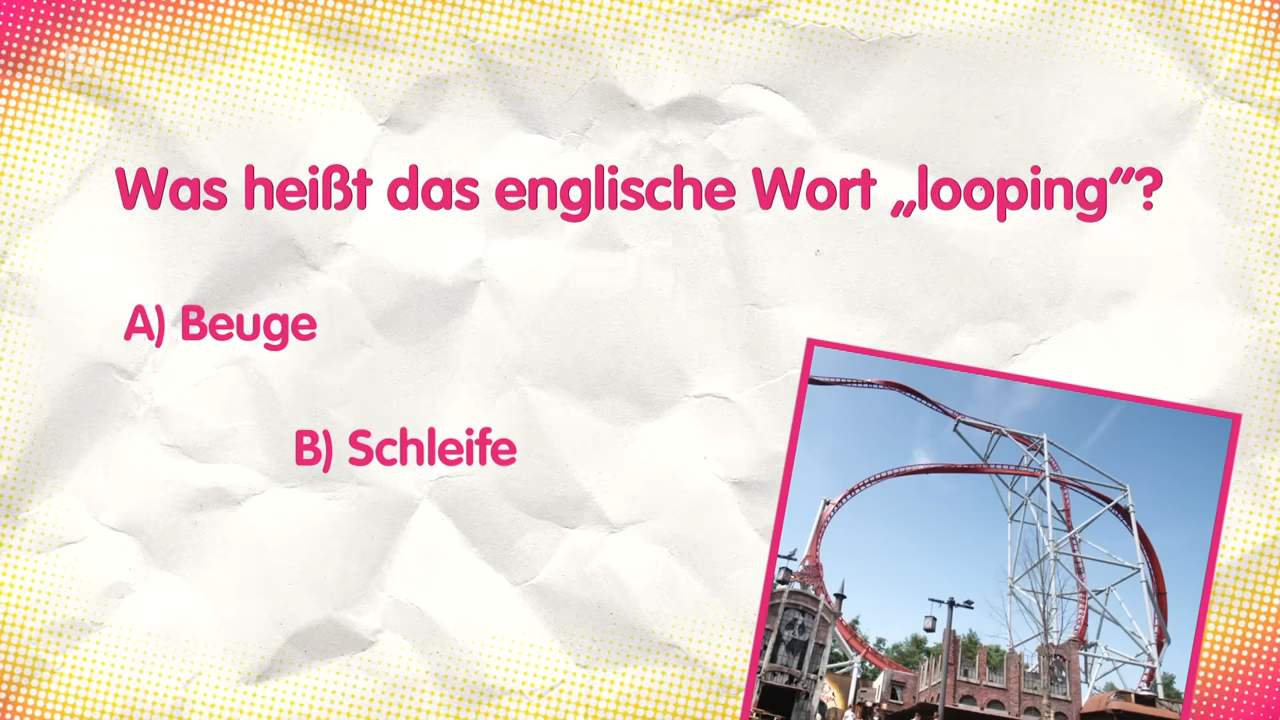 Was heißt das englische Wort „looping“?
A) Beuge
B) Schleife